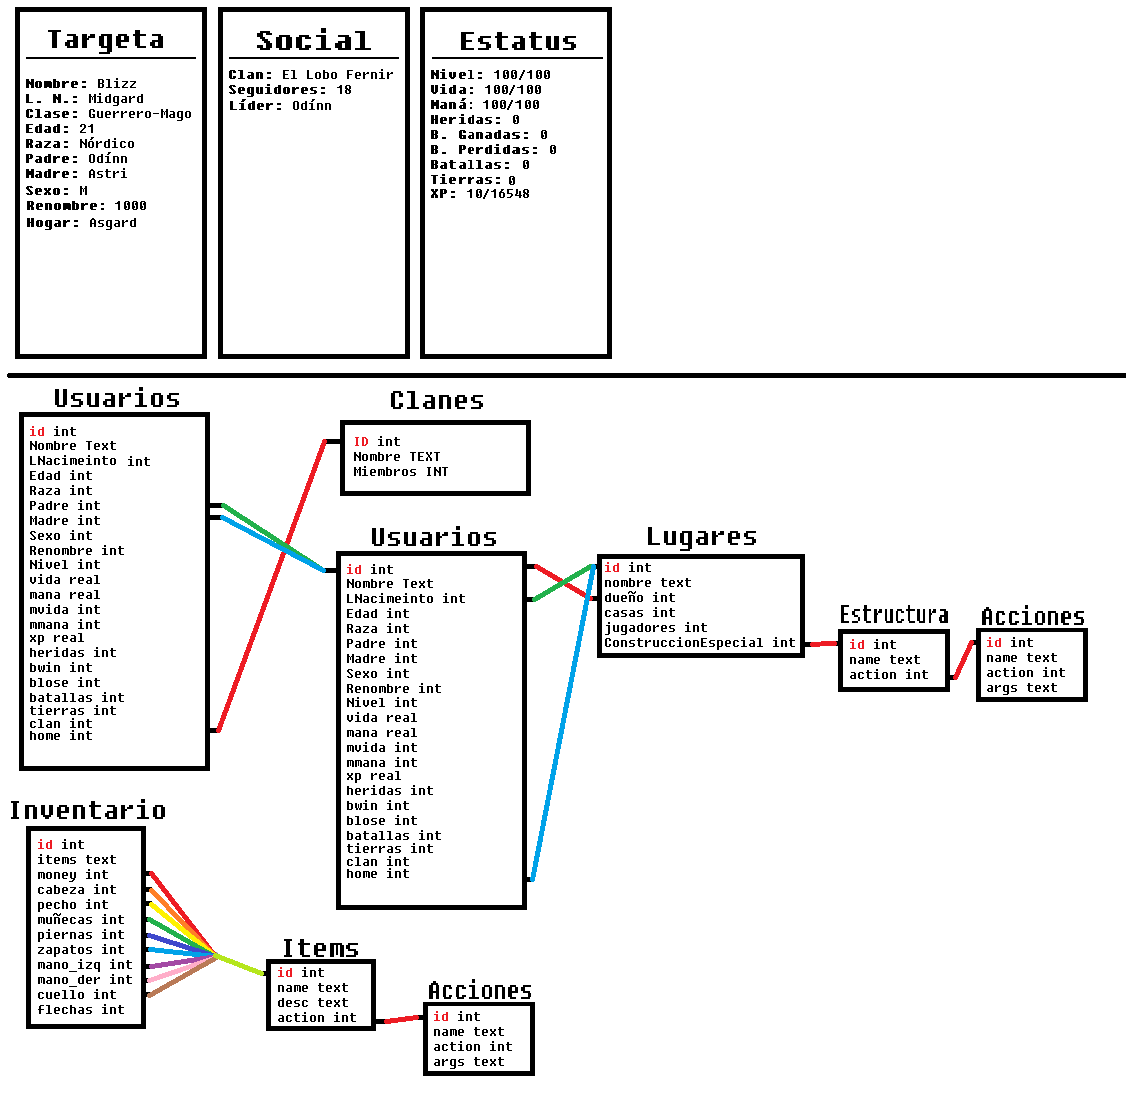 Targeta
Nombre: Blizz
L. N.: Midgard
Clase: Guerrero-Mago
Edad: 21
Raza: Nórdico
Padre: Odínn
Madre: Astri
Sexo: M
Renombre: 1000
Hogar: Asgard
Social
Clan: El Lobo Fernir
Seguidores: 18
Líder: Odínn
Estatus
Nivel: 100/100
Vida: 100/100
Maná: 100/100
Heridas: 0
B. Ganadas: 0
B. Perdidas: 0
Batallas: 0
Tierras: 0
XP: 10/16548
Usuarios
id int
Nombre Text
LNacimeinto int
Edad int
Raza int
Padre int
Madre int
Sexo int
Renombre int
Nivel int
vida real
mana real
mvida int
mmana int
xp real
heridas int
bwin int
blose int
batallas int
tierras int
clan int
home int
Clanes
ID int
Nombre TEXT
Miembros INT
Usuarios
id int
Nombre Text
LNacimeinto int
Edad int
Raza int
Padre int
Madre int
Sexo int
Renombre int
Nivel int
vida real
mana real
mvida int
mmana int
xp real
heridas int
bwin int
blose int
batallas int
tierras int
clan int
home int
Lugares
id int
nombre text
dueño int
casas int
jugadores int
ConstruccionEspecial int
Estructura
id int
name text
action int
Acciones
id int
name text
action int
args text
Inventario
id int
items text
money int
cabeza int
pecho int
muñecas int
piernas int
zapatos int
mano_izq int
mano_der int
cuello int
flechas int
Items
id int
name text
desc text
action int
Acciones
id int
name text
action int
args text